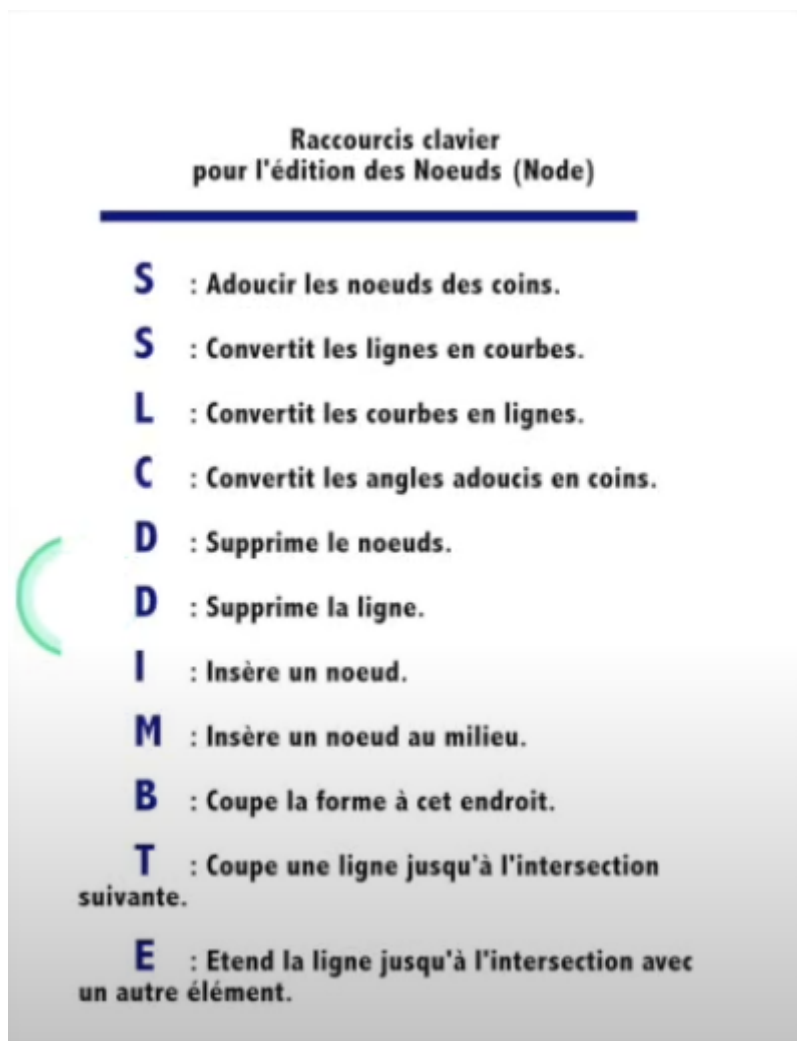 Raccourcis clavier
pour l'édition des Noeuds (Node)
S : Adoucir les noeuds des coins.
S : Convertit les lignes en courbes.
L : Convertit les courbes en lignes.
C : Convertit les angles adoucis en coins.
D : Supprime le noeuds.
D : Supprime la ligne.
I : Insère un noeud.
M : Insère un noeud au milieu.
B : Coupe la forme à cet endroit.
T : Coupe une ligne jusqu'à l'intersection
suivante.
E : Etend la ligne jusqu'à l'intersection avec
un autre élément.